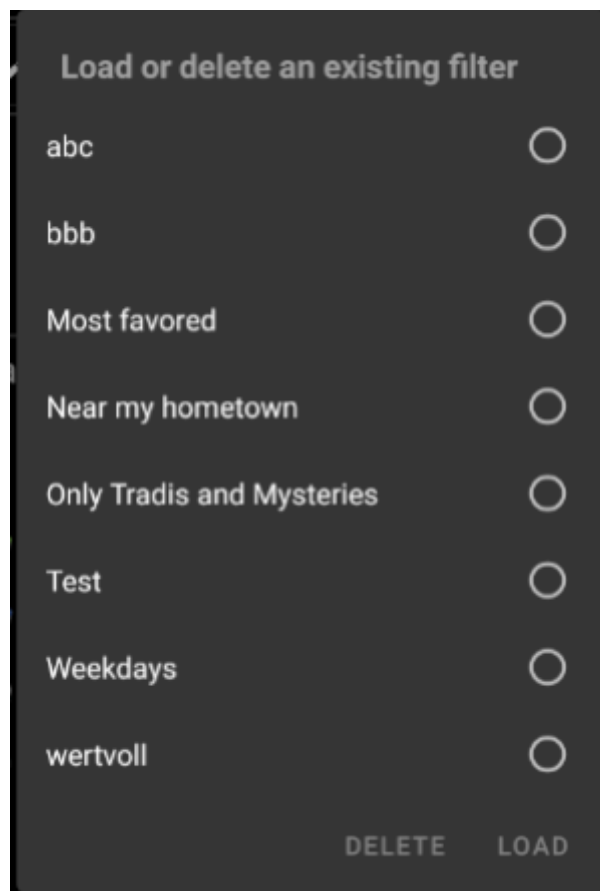 Load or delete an existing filter
abc
bbb
Most favored
Near my hometown
Only Tradis and Mysteries
Test
Weekdays
wertvoll
DELETE LOAD